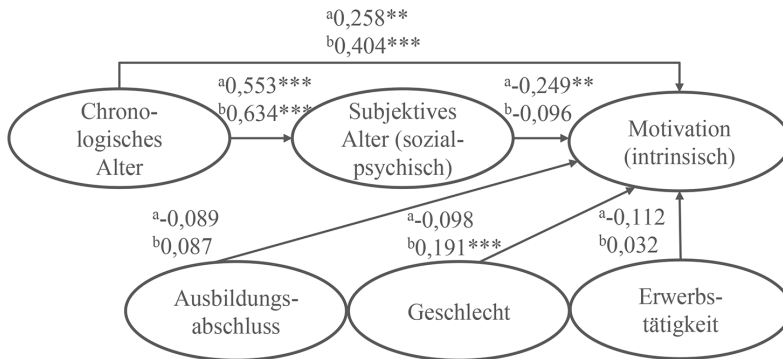 ᵃ0,258**
ᵇ0,404***
ᵃ0,553***
ᵇ0,634***
ᵃ-0,249**
ᵇ-0,096
Chrono-
logisches
Alter
Subjektives
Alter (sozial-
psychisch)
Motivation
(intrinsisch)
ᵃ-0,089
ᵇ0,087
ᵃ-0,098
ᵇ0,191***
ᵃ-0,112
ᵇ0,032
Ausbildungs-
abschluss
Geschlecht
Erwerbs-
tätigkeit